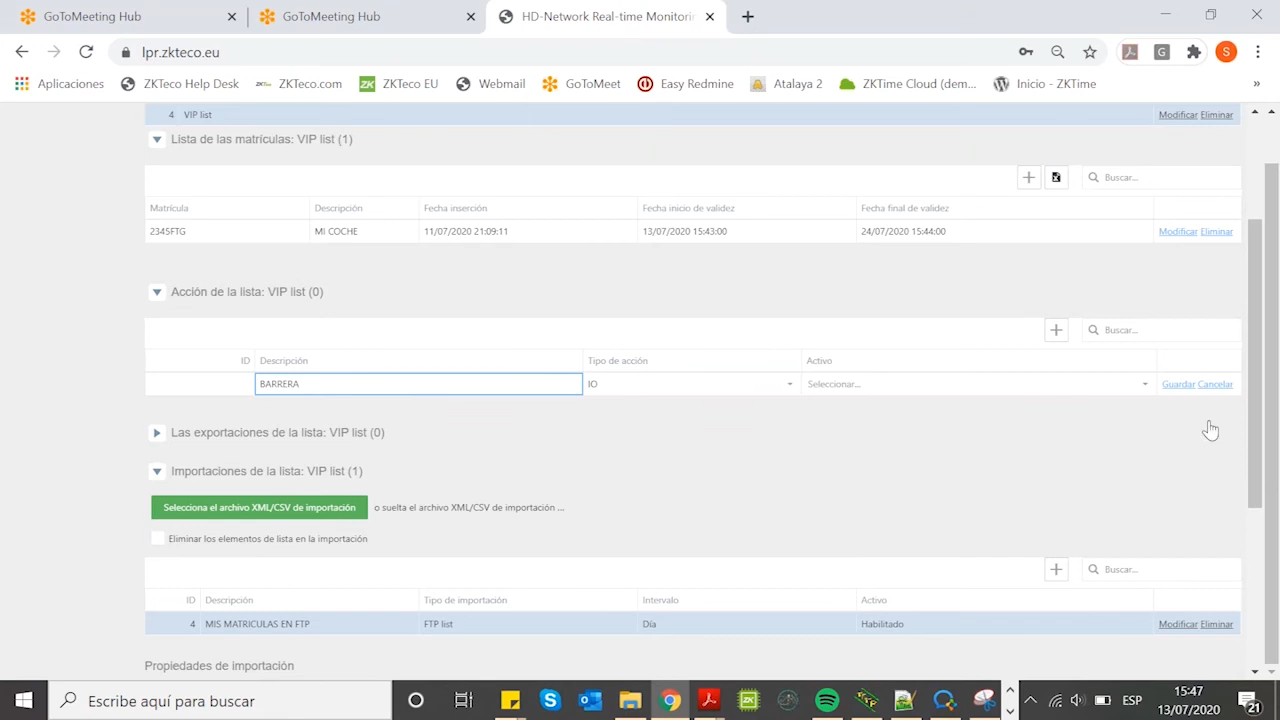 GoToMeeting Hub
GoToMeeting Hub
HD-Network Real-time Monitorin
lpr.zkteco.eu
G
S
Aplicaciones
ZKTeco Help Desk
ZKTeco.com
ZKTeco EU
Webmail
GoToMeet
Easy Redmine
Atalaya 2
ZKTime Cloud (dem...
Inicio - ZKTime
»
4 VIP list Modificar Eliminar
Lista de las matrículas: VIP list (1)
Buscar...
Matrícula Descripción Fecha inserción Fecha inicio de validez Fecha final de validez
2345FTG MI COCHE 11/07/2020 21:09:11 13/07/2020 15:43:00 24/07/2020 15:44:00 Modificar Eliminar
Acción de la lista: VIP list (0)
Buscar...
ID Descripción Tipo de acción Activo
BARRERA IO Seleccionar... Guardar Cancelar
Las exportaciones de la lista: VIP list (0)
Importaciones de la lista: VIP list (1)
Selecciona el archivo XML/CSV de importación o suelta el archivo XML/CSV de importación ...
Eliminar los elementos de lista en la importación
Buscar...
ID Descripción Tipo de importación Intervalo Activo
4 MIS MATRICULAS EN FTP FTP list Día Habilitado Modificar Eliminar
Propiedades de importación
Escribe aquí para buscar
ESP
15:47
13/07/2020
21